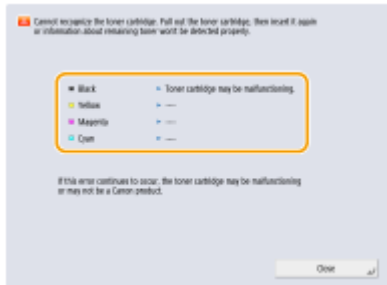 Cannot recognize the toner cartridge. Pull out the toner cartridge, then insert it again
or information about remaining toner won't be detected properly.
Black ► Toner cartridge may be malfunctioning.
Yellow ► ----
Magenta ► ----
Cyan ► ----
If this error continues to occur, the toner cartridge may be malfunctioning
or may not be a Canon product.
Close